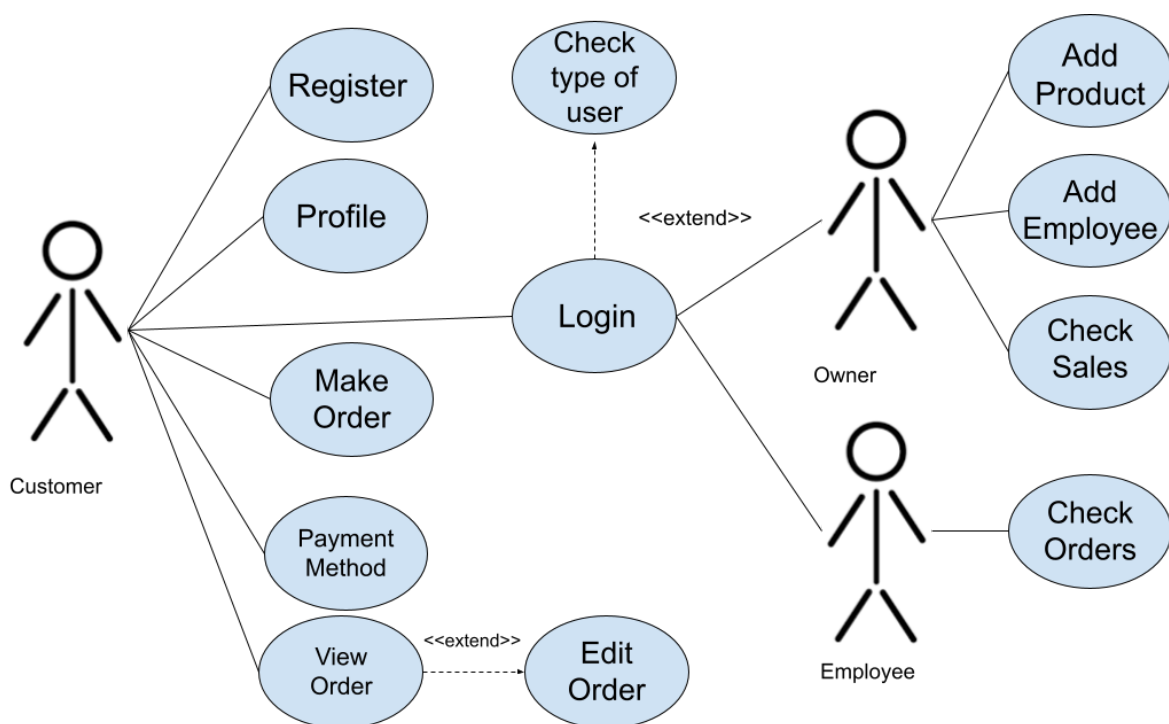 Register
Check
type of
user
Add
Product
Profile
<<extend>>
Add
Employee
Login
Make
Order
Owner
Check
Sales
Customer
Payment
Method
Check
Orders
View
Order
<<extend>>
Edit
Order
Employee